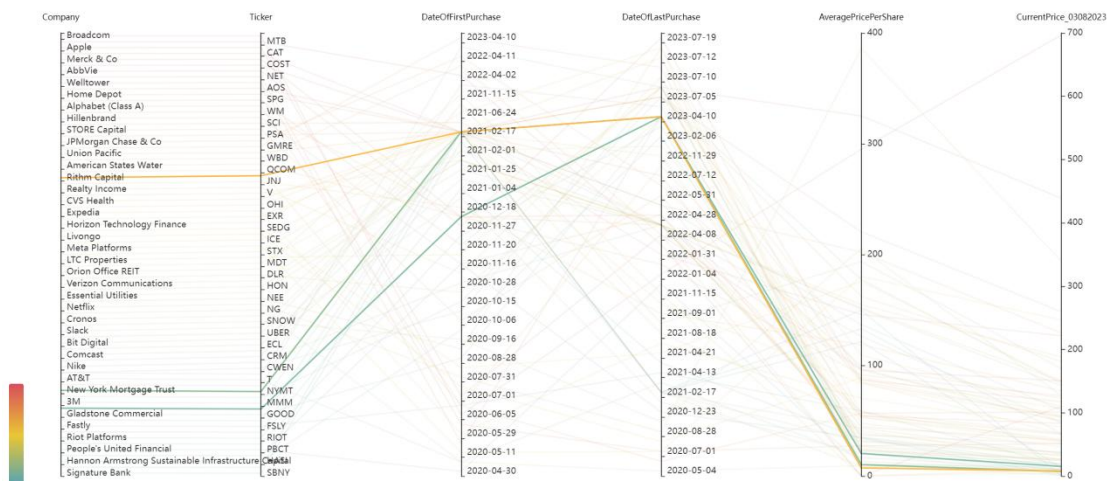 Company
Broadcom
Apple
Merck & Co
AbbVie
Welltower
Home Depot
Alphabet (Class A)
Hillenbrand
STORE Capital
JPMorgan Chase & Co
Union Pacific
American States Water
Rithm Capital
Realty Income
CVS Health
Expedia
Horizon Technology Finance
Livongo
Meta Platforms
LTC Properties
Orion Office REIT
Verizon Communications
Essential Utilities
Netflix
Cronos
Slack
Bit Digital
Comcast
Nike
AT&T
New York Mortgage Trust
3M
Gladstone Commercial
Fastly
Riot Platforms
People's United Financial
Hannon Armstrong Sustainable Infrastructure Capital
Signature Bank
Ticker
MTB
CAT
COST
NET
AOS
SPG
WM
SCI
PSA
GMRE
WBD
QCOM
JNJ
V
OHI
EXR
SEDG
ICE
STX
MDT
DLR
HON
NEE
NG
SNOW
UBER
ECL
CRM
CWEN
T
NYMT
MMM
GOOD
FSLY
RIOT
PBCT
HASI
SBNY
DateOfFirstPurchase
2023-04-10
2022-04-11
2022-04-02
2021-11-15
2021-06-24
2021-02-17
2021-02-01
2021-01-25
2021-01-04
2020-12-18
2020-11-27
2020-11-20
2020-11-16
2020-10-28
2020-10-15
2020-10-06
2020-09-16
2020-08-28
2020-07-31
2020-07-01
2020-06-05
2020-05-29
2020-05-11
2020-04-30
DateOfLastPurchase
2023-07-19
2023-07-12
2023-07-10
2023-07-05
2023-04-10
2023-02-06
2022-11-29
2022-07-12
2022-05-31
2022-04-28
2022-04-08
2022-01-31
2022-01-04
2021-11-15
2021-09-01
2021-08-18
2021-04-21
2021-04-13
2021-02-17
2020-12-23
2020-08-28
2020-07-01
2020-05-04
AveragePricePerShare
400
300
200
100
0
CurrentPrice_03082023
700
600
500
400
300
200
100
0